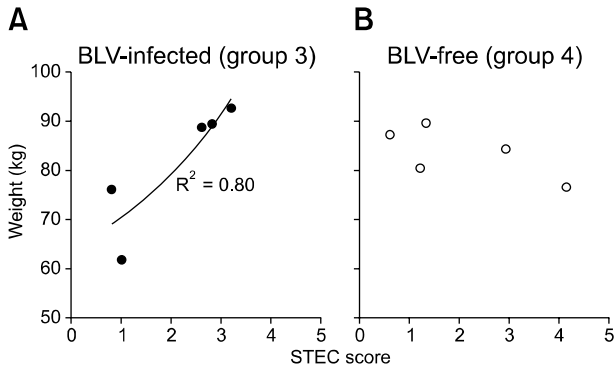 A
BLV-infected (group 3)
B
BLV-free (group 4)
Weight (kg)
100
90
80
70
60
50
R² = 0.80
0 1 2 3 4 5
0 1 2 3 4 5
STEC score